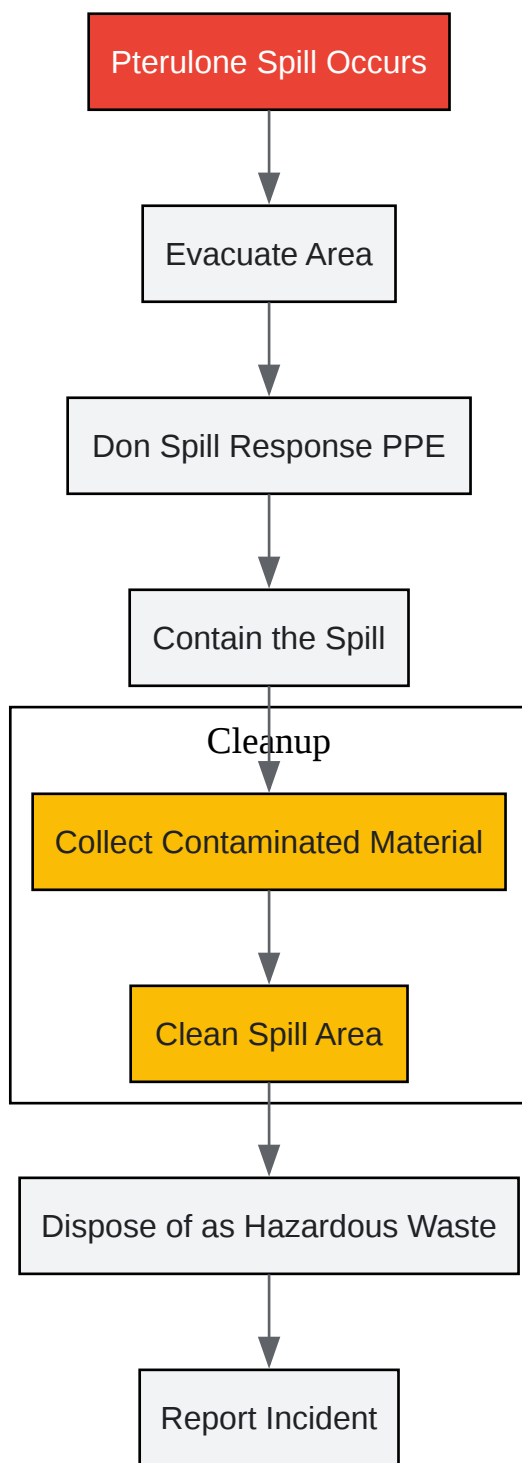 Pterulone Spill Occurs
Evacuate Area
Don Spill Response PPE
Contain the Spill
Cleanup
Collect Contaminated Material
Clean Spill Area
Dispose of as Hazardous Waste
Report Incident